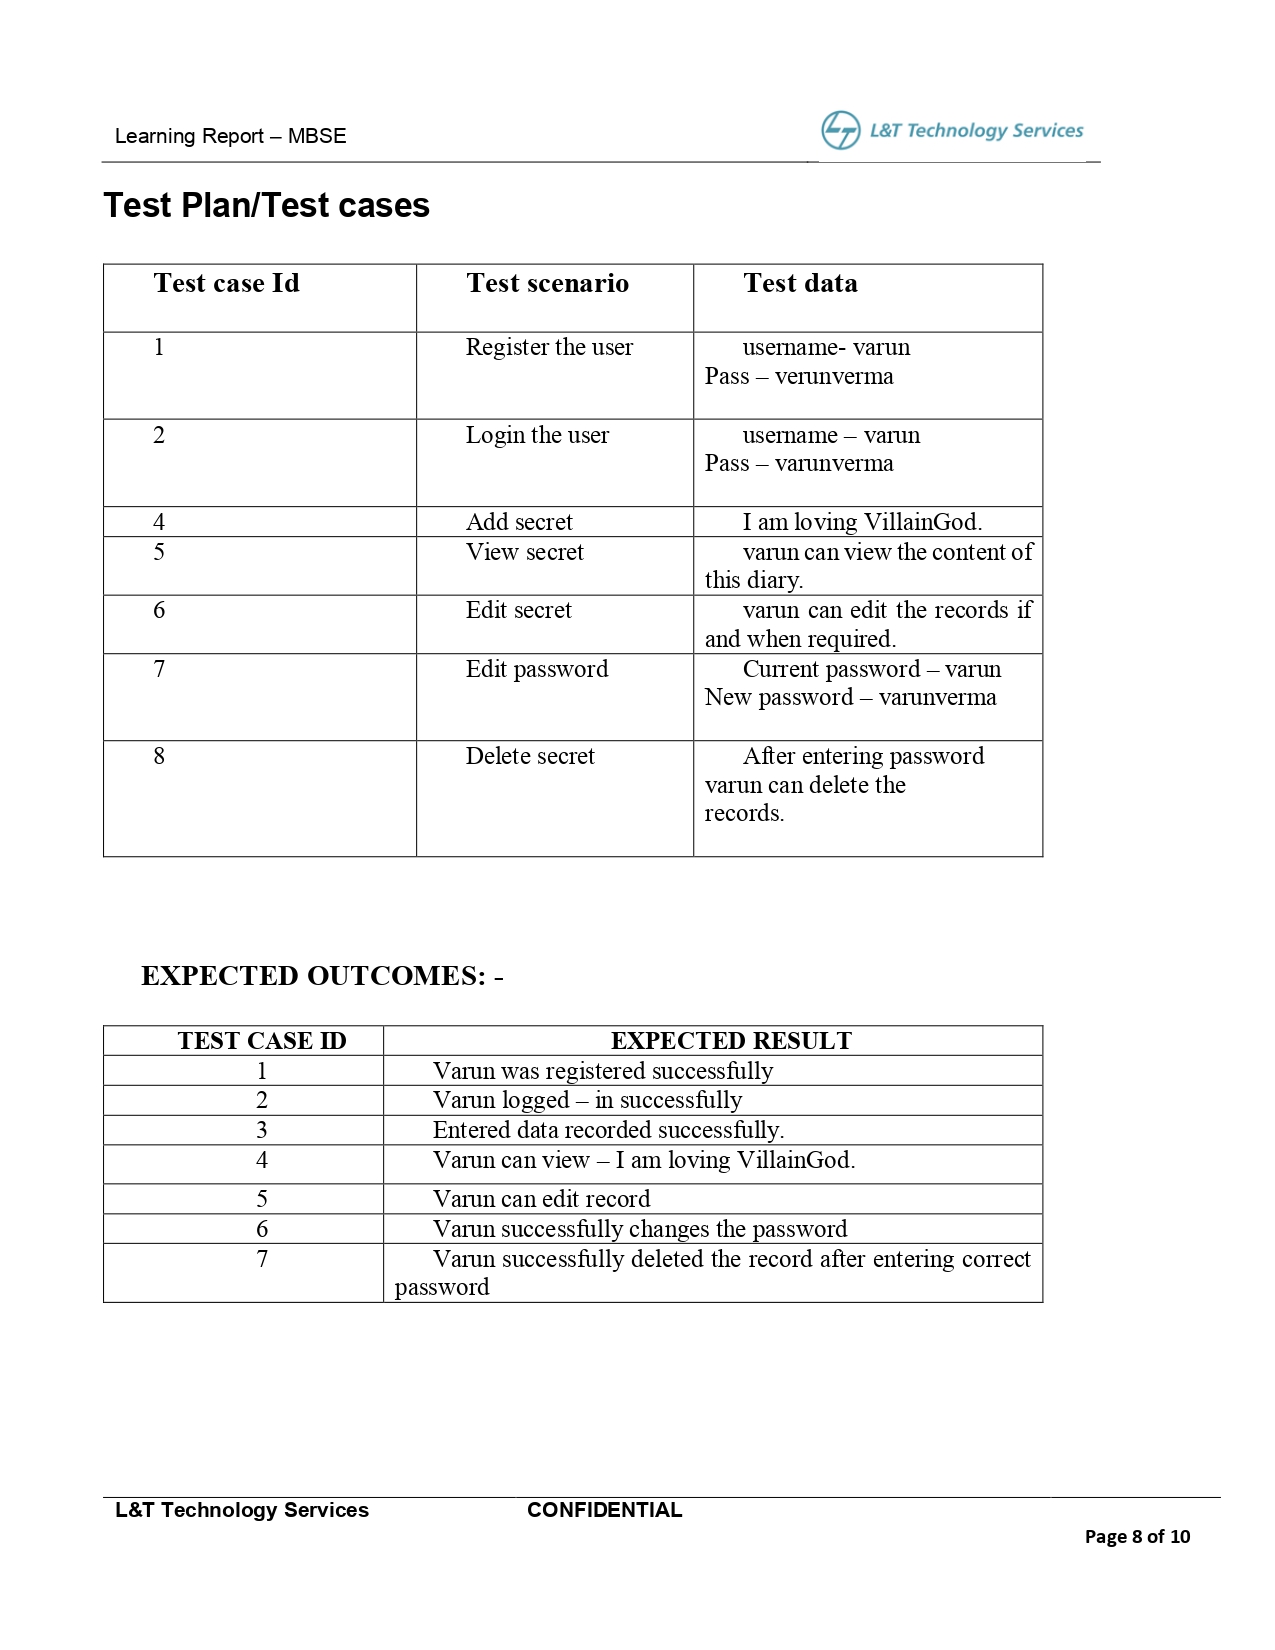 Learning Report – MBSE
L&T Technology Services
Test Plan/Test cases
Test case Id Test scenario Test data
1 Register the user username- varun
Pass – verunverma
2 Login the user username – varun
Pass – varunverma
4 Add secret I am loving VillainGod.
5 View secret varun can view the content of
this diary.
6 Edit secret varun can edit the records if
and when required.
7 Edit password Current password – varun
New password – varunverma
8 Delete secret After entering password
varun can delete the
records.
EXPECTED OUTCOMES: -
TEST CASE ID EXPECTED RESULT
1 Varun was registered successfully
2 Varun logged – in successfully
3 Entered data recorded successfully.
4 Varun can view – I am loving VillainGod.
5 Varun can edit record
6 Varun successfully changes the password
7 Varun successfully deleted the record after entering correct
password
L&T Technology Services CONFIDENTIAL
Page 8 of 10